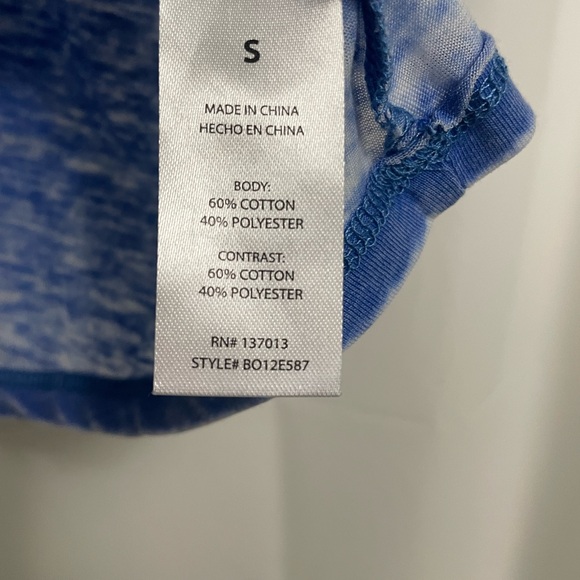 S
MADE IN CHINA
HECHO EN CHINA
BODY:
60% COTTON
40% POLYESTER
CONTRAST:
60% COTTON
40% POLYESTER
RN# 137013
STYLE# BO12E587